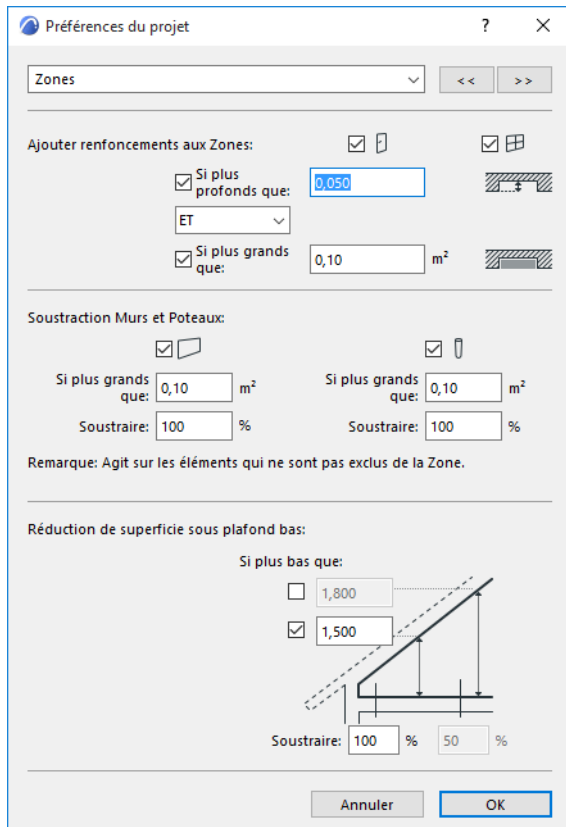 Préférences du projet ? ×
Zones << >>
Ajouter renfoncements aux Zones:
Si plus
profonds que: 0,050
ET
Si plus grands
que: 0,10 m²
Soustraction Murs et Poteaux:
Si plus grands
que: 0,10 m²
Si plus grands
que: 0,10 m²
Soustraire: 100 %
Soustraire: 100 %
Remarque: Agit sur les éléments qui ne sont pas exclus de la Zone.
Réduction de superficie sous plafond bas:
Si plus bas que:
1,800
1,500
Soustraire: 100 % 50 %
Annuler OK